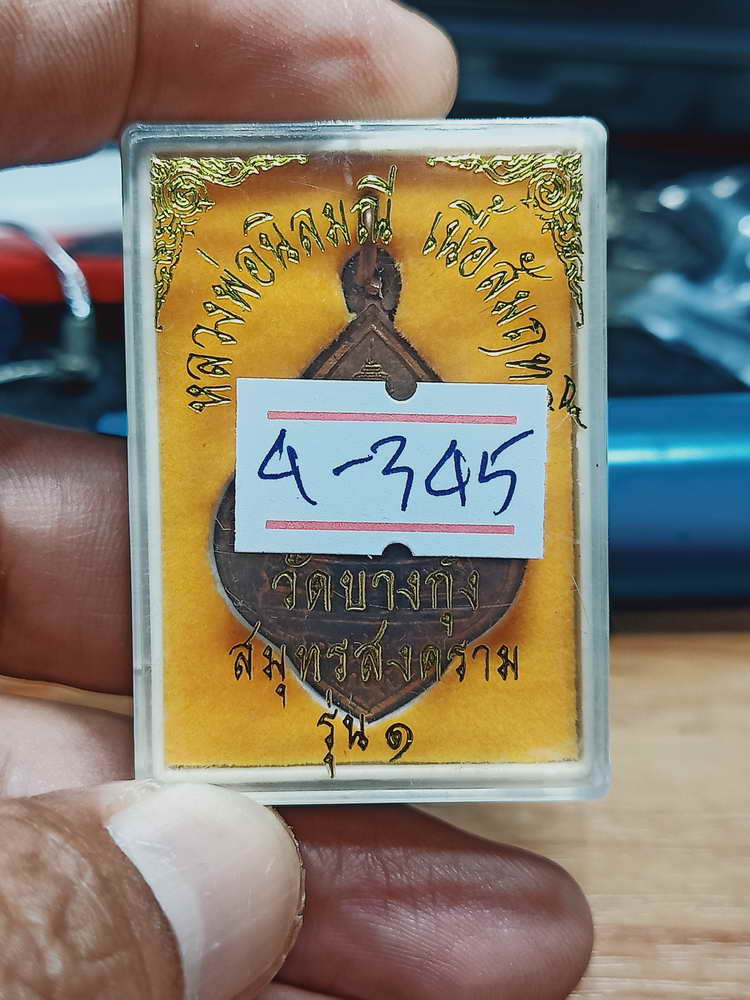 หลวงพ่อนิลมณี เนื้อสัมฤทธิ์
4-345
วัดบางกุ้ง
สมุทรสงคราม
รุ่น ๑